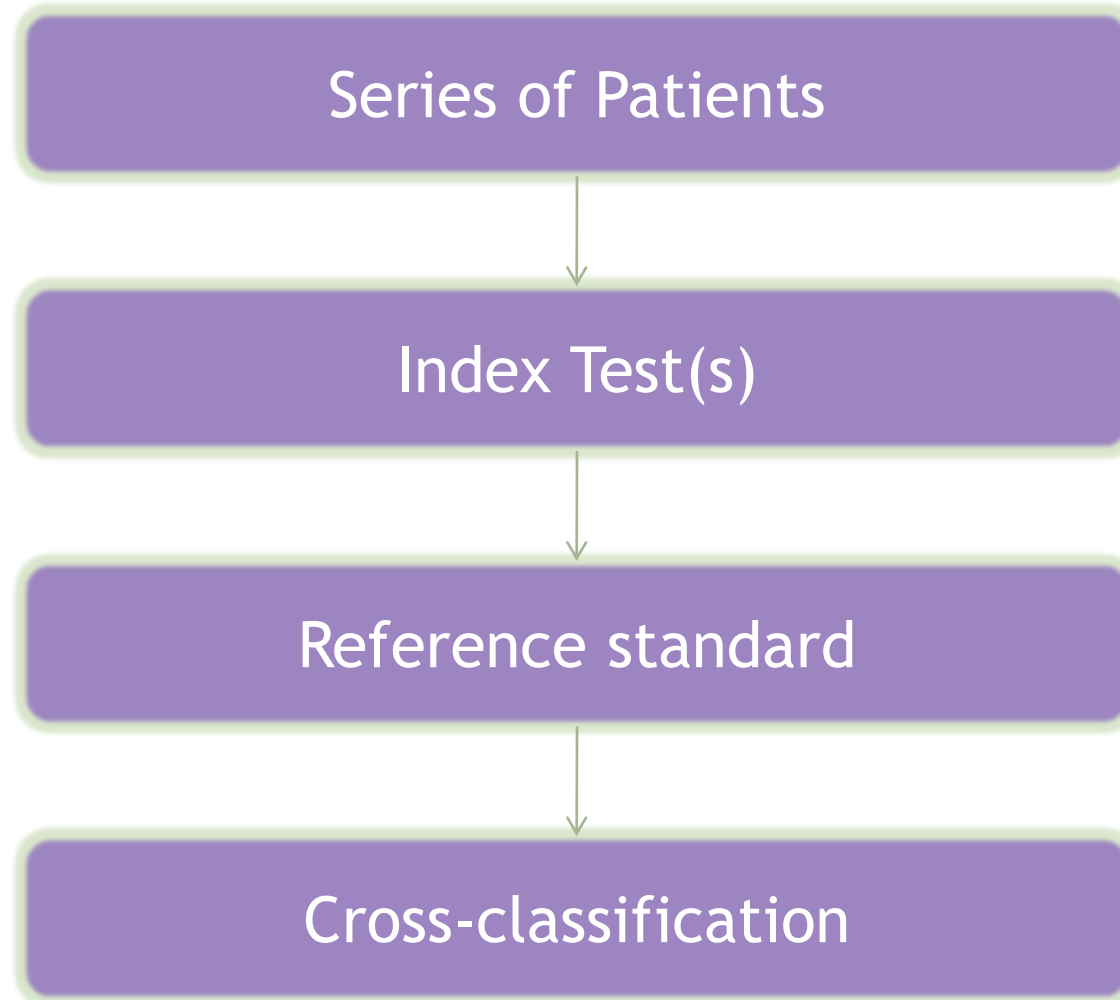 Series of Patients
Index Test(s)
Reference standard
Cross-classification